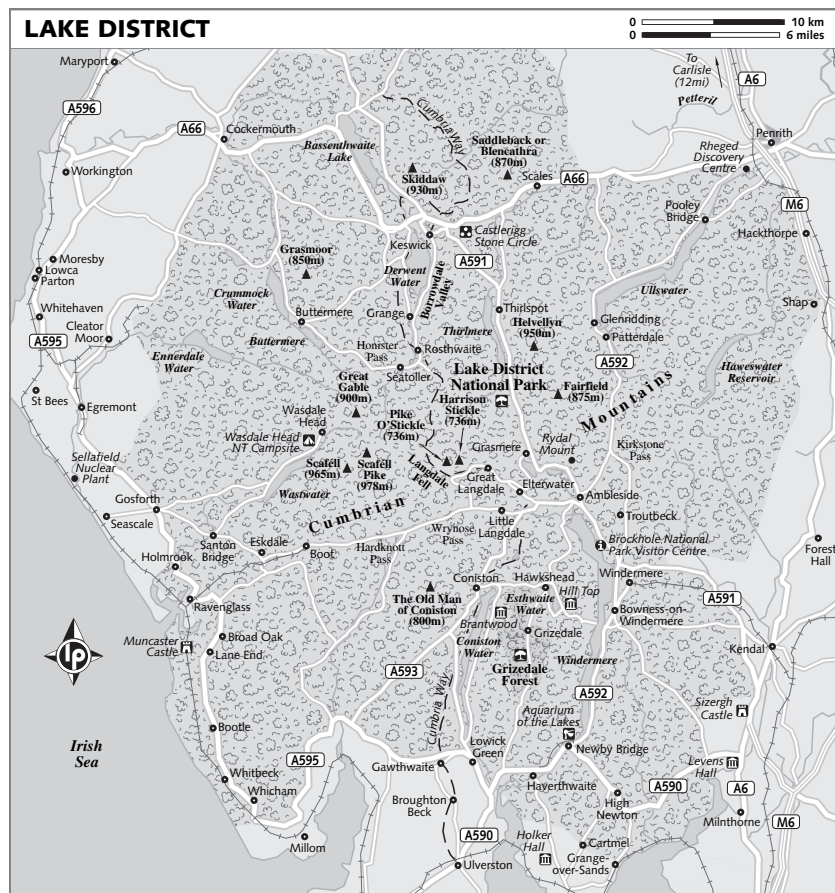 LAKE DISTRICT
0 10 km
0 6 miles
To
Carlisle
(12mi)
A6
Petteril
Maryport
A596
A66
Cockermouth
Cumbria Way
Bassenthwaite
Lake
Saddleback or
Blencathra
(870m)
Penrith
Rheged
Discovery
Centre
Workington
Skiddaw
(930m)
Scales
A66
M6
Pooley
Bridge
Hackthorpe
Keswick
Castlerigg
Stone Circle
Moresby
Lowca
Parton
Grasmoor
(850m)
A591
Derwent
Water
Borrowdale
Valley
Ullswater
Crummock
Water
Whitehaven
Buttermere
Grange
Thirlspot
Shap
Glenridding
Cleator
Moor
Thirlmere
Helvellyn
(950m)
Patterdale
A595
Buttermere
Honister
Pass
Rosthwaite
Ennerdale
Water
A592
Haweswater
Reservoir
Seatoller
Lake District
National Park
St Bees
Egremont
Great
Gable
(900m)
Harrison
Stickle
(736m)
Fairfield
(875m)
Mountains
Wasdale
Head
Pike
O'Stickle
(736m)
Wasdale Head
NT Campsite
Grasmere
Rydal
Mount
Kirkstone
Pass
Sellafield
Nuclear
Plant
Scafell
(965m)
Scafell
Pike
(978m)
Langdale
Fell
Great
Langdale
Elterwater
Ambleside
Wastwater
Gosforth
Cumbrian
Little
Langdale
Troutbeck
Seascale
Santon
Bridge
Eskdale
Boot
Hardknott
Pass
Wrynose
Pass
Brockhole National
Park Visitor Centre
Forest
Hall
Holmrook
Coniston
Hawkshead
Windermere
The Old Man
of Coniston
(800m)
Esthwaite
Water
Hill Top
A591
Ravenglass
Brantwood
Bowness-on-
Windermere
Muncaster
Castle
Broad Oak
Lane End
Coniston
Water
Grizedale
Kendal
lp
A593
Grizedale
Forest
Windermere
A592
Cumbria Way
Sizergh
Castle
Aquarium
of the Lakes
Irish
Sea
Bootle
Lowick
Green
Newby Bridge
Levens
Hall
A595
Gawthwaite
Whitbeck
Haverthwaite
A590
Whicham
Broughton
Beck
High
Newton
A6
M6
Milnthorpe
A590
Millom
Holker
Hall
Cartmel
Grange-
over-Sands
Ulverston